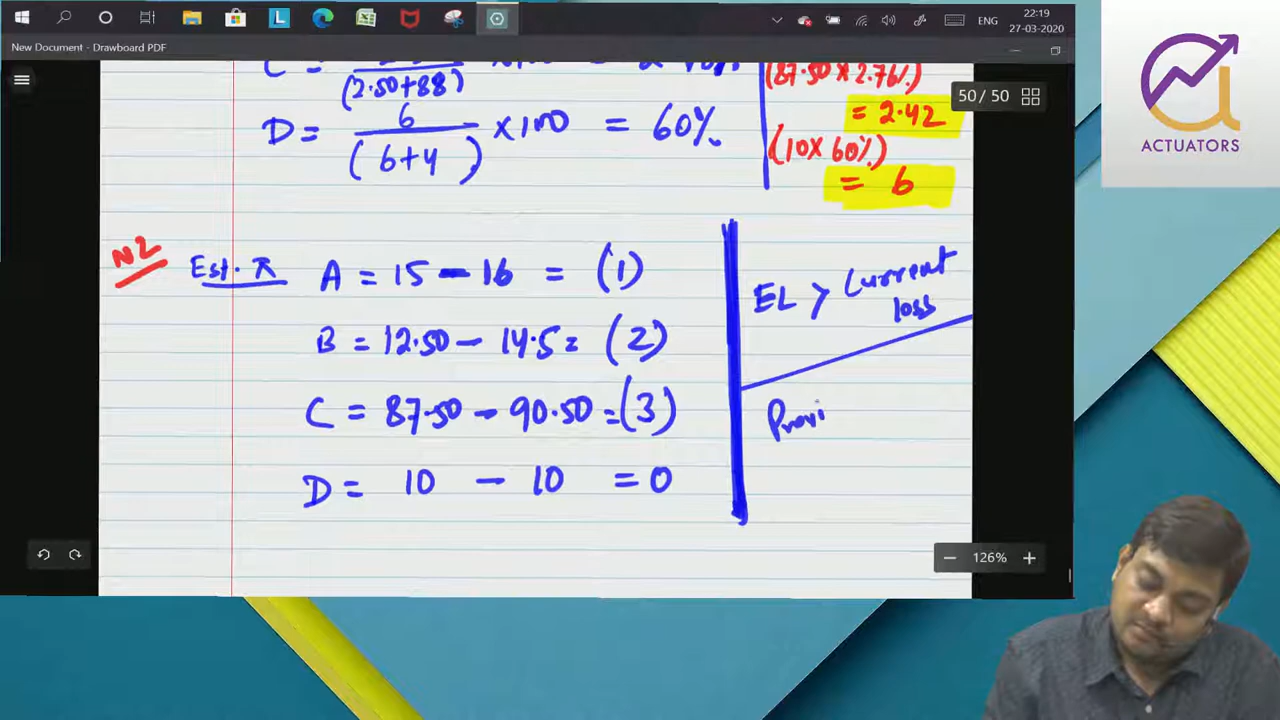 22:19
ENG
27-03-2020
New Document - Drawboard PDF
50 / 50
(2.50+88)
(87.50 x 2.76%)
= 2.42
D = 6 / (6+4) x 100 = 60%
(10 x 60%)
= 6
N2
Est. π A = 15 - 16 = (1)
B = 12.50 - 14.5 = (2)
C = 87.50 - 90.50 = (3)
D = 10 - 10 = 0
EL > Current
loss
Provi
126%
ACTUATORS